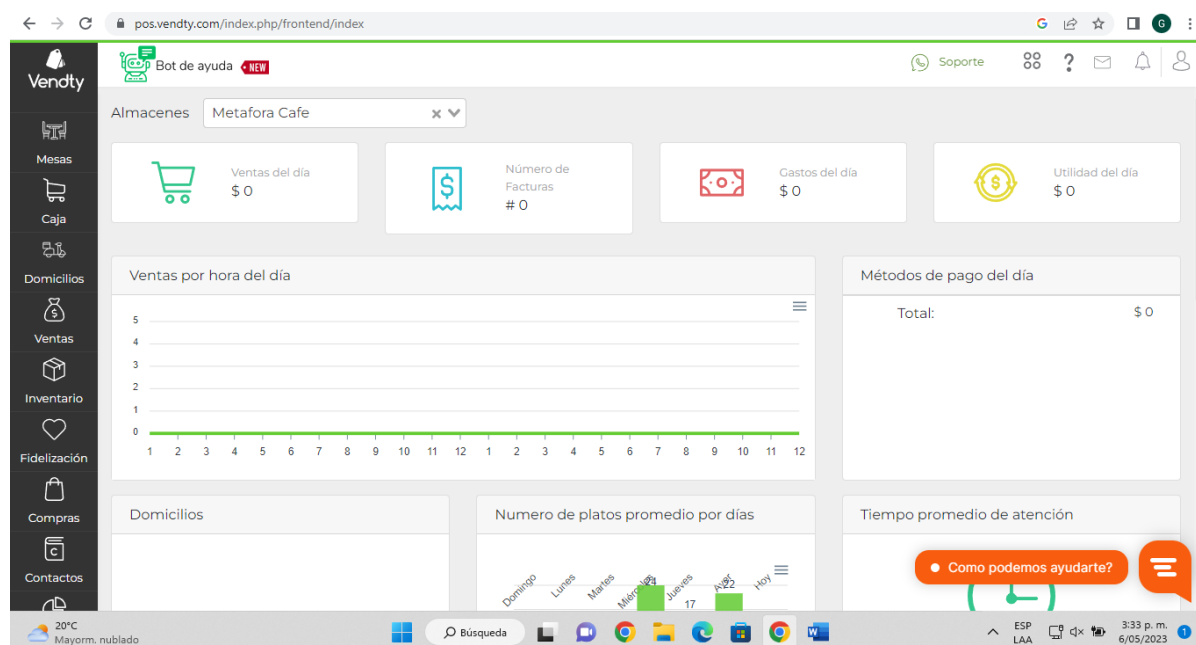 pos.vendty.com/index.php/frontend/index
G
Vendty
Bot de ayuda NEW
Soporte
?
Almacenes Metafora Cafe
Mesas
Caja
Domicilios
Ventas
Inventario
Fidelización
Compras
Contactos
Ventas del día
$ 0
Número de
Facturas
# 0
Gastos del día
$ 0
Utilidad del día
$ 0
Ventas por hora del día
5
4
3
2
1
0
1 2 3 4 5 6 7 8 9 10 11 12 1 2 3 4 5 6 7 8 9 10 11 12
Métodos de pago del día
Total: $ 0
Domicilios
Numero de platos promedio por días
Domingo Lunes Martes Miércoles Jueves Ayer Hoy
24 17 22
Tiempo promedio de atención
Como podemos ayudarte?
20°C
Mayorm. nublado
Búsqueda
ESP
LAA
3:33 p. m.
6/05/2023
1